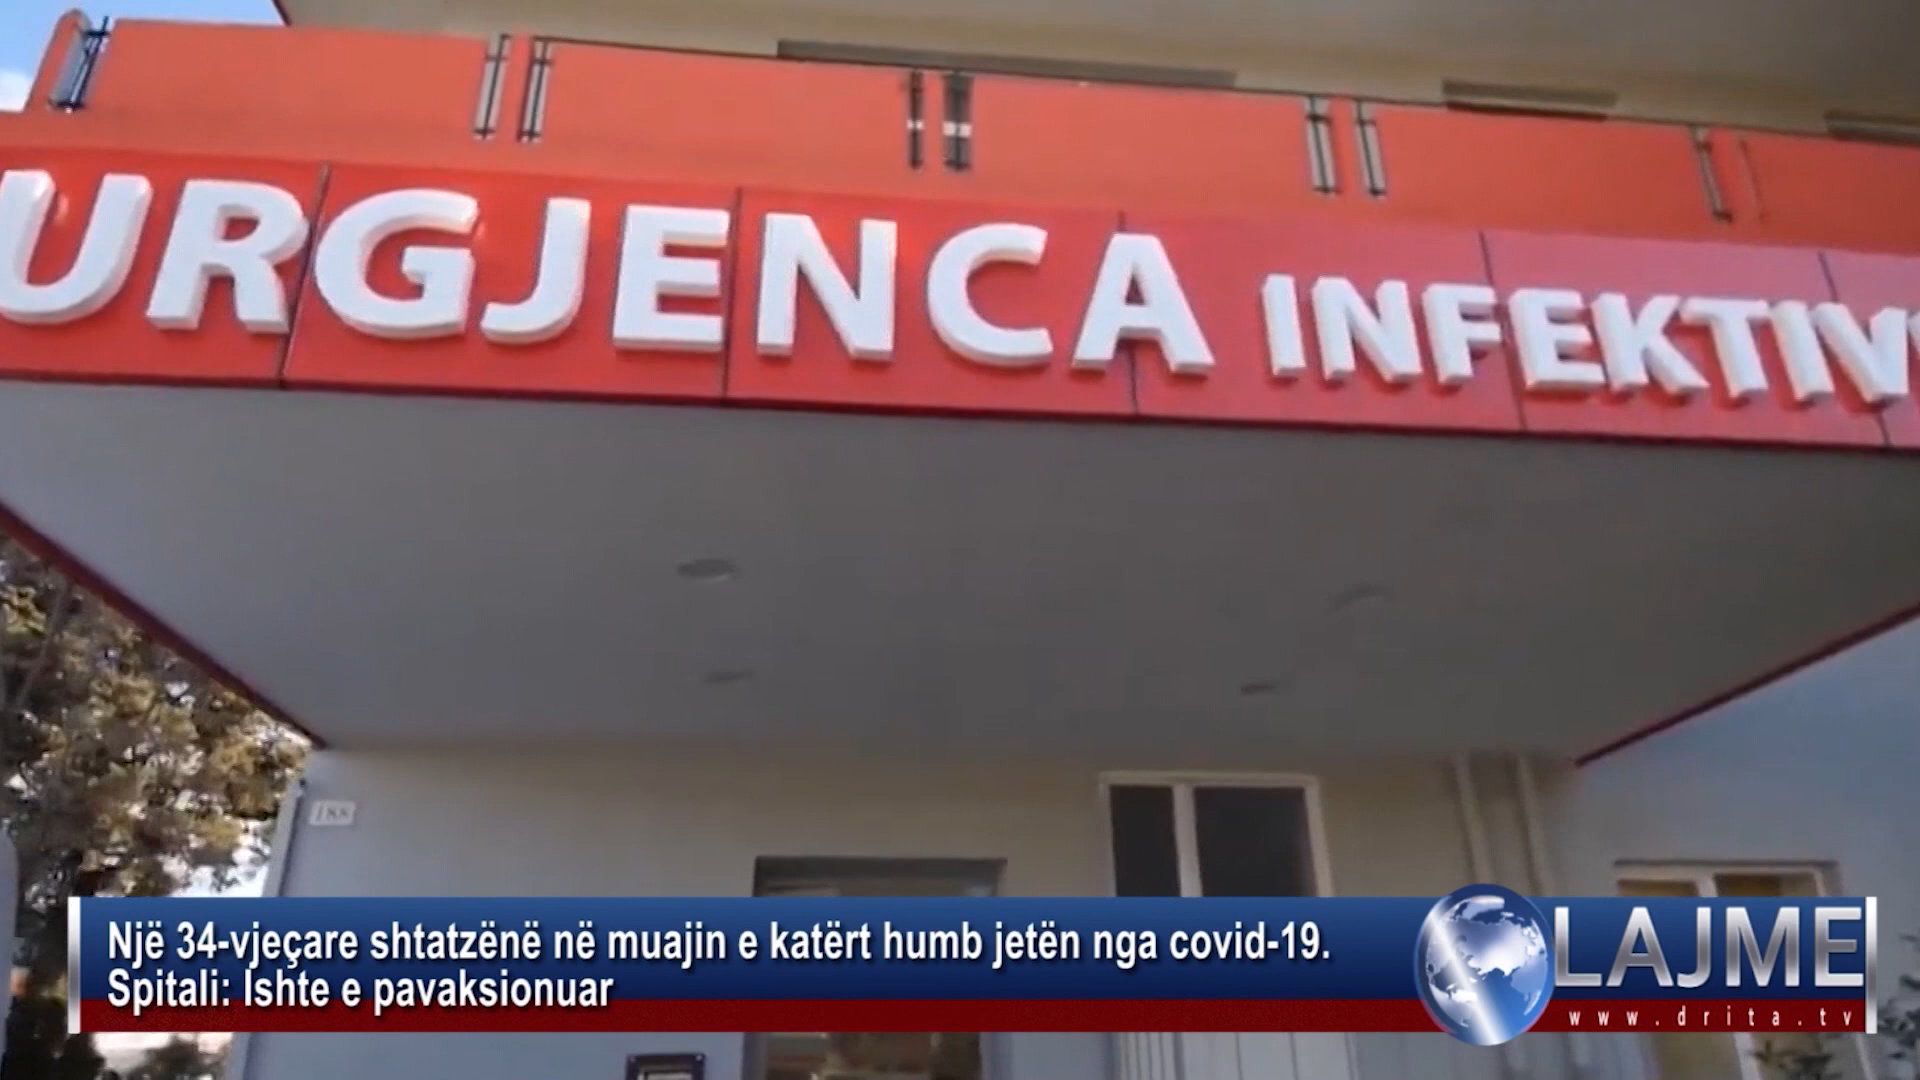 URGJENCA INFEKTIV
188
Një 34-vjeçare shtatzënë në muajin e katërt humb jetën nga covid-19.
Spitali: Ishte e pavaksionuar
LAJME
www.drita.tv